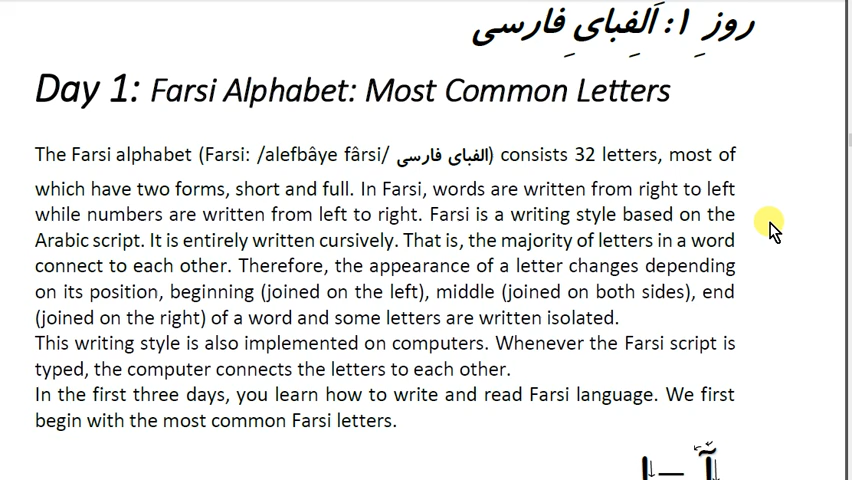 روزِ ۱: اَلِفبایِ فارسی
Day 1: Farsi Alphabet: Most Common Letters
The Farsi alphabet (Farsi: /alefbâye fârsi/ الفبای فارسی) consists 32 letters, most of
which have two forms, short and full. In Farsi, words are written from right to left
while numbers are written from left to right. Farsi is a writing style based on the
Arabic script. It is entirely written cursively. That is, the majority of letters in a word
connect to each other. Therefore, the appearance of a letter changes depending
on its position, beginning (joined on the left), middle (joined on both sides), end
(joined on the right) of a word and some letters are written isolated.
This writing style is also implemented on computers. Whenever the Farsi script is
typed, the computer connects the letters to each other.
In the first three days, you learn how to write and read Farsi language. We first
begin with the most common Farsi letters.
آ – ا